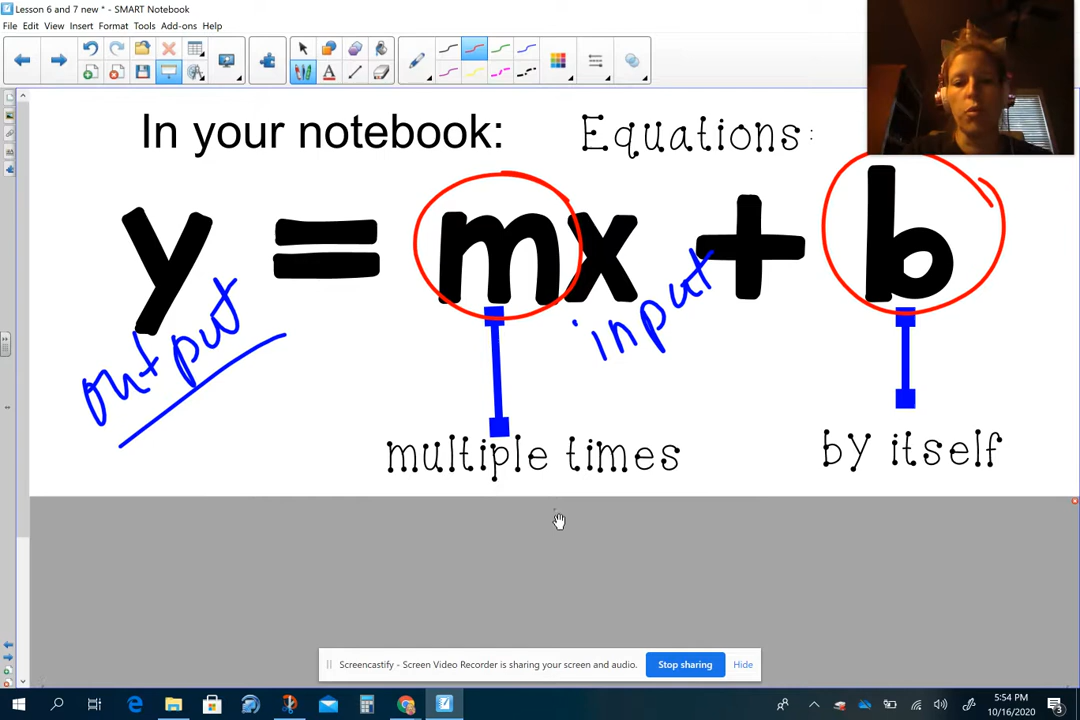 Lesson 6 and 7 new * - SMART Notebook
File Edit View Insert Format Tools Add-ons Help
In your notebook: Equations:
y = mx + b
output
input
multiple times
by itself
Screencastify - Screen Video Recorder is sharing your screen and audio. Stop sharing Hide
5:54 PM
10/16/2020
3